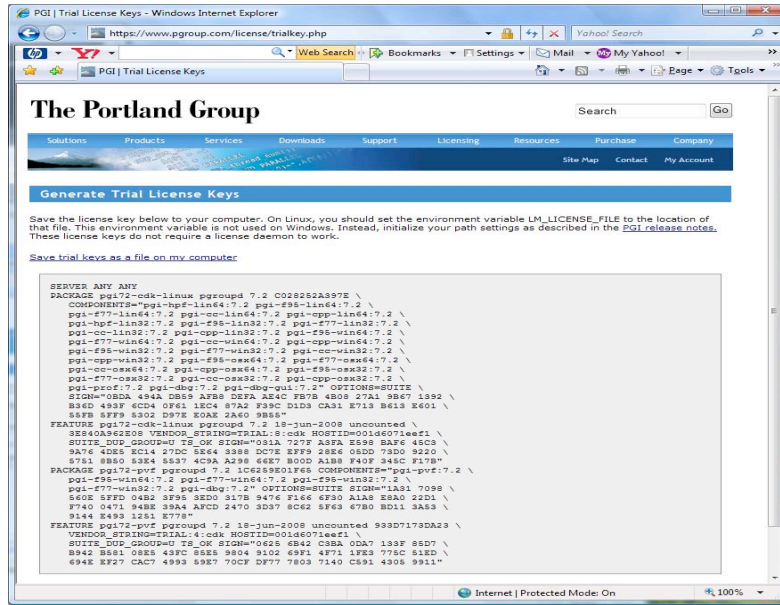 PGI | Trial License Keys - Windows Internet Explorer
https://www.pgroup.com/license/trialkey.php
Yahoo! Search
Web Search
Bookmarks
Settings
Mail
My Yahoo!
PGI | Trial License Keys
Page
Tools
The Portland Group
Search
Go
Solutions Products Services Downloads Support Licensing Resources Purchase Company
Site Map Contact My Account
Generate Trial License Keys
Save the license key below to your computer. On Linux, you should set the environment variable LM_LICENSE_FILE to the location of
that file. This environment variable is not used on Windows. Instead, initialize your path settings as described in the PGI release notes.
These license keys do not require a license daemon to work.
Save trial keys as a file on my computer
SERVER ANY ANY
PACKAGE pgi72-cdk-linux pgroupd 7.2 C028252A397E \
COMPONENTS="pgi-hpf-lin64:7.2 pgi-f95-lin64:7.2 \
pgi-f77-lin64:7.2 pgi-cc-lin64:7.2 pgi-cpp-lin64:7.2 \
pgi-hpf-lin32:7.2 pgi-f95-lin32:7.2 pgi-f77-lin32:7.2 \
pgi-cc-lin32:7.2 pgi-cpp-lin32:7.2 pgi-f95-win64:7.2 \
pgi-f77-win64:7.2 pgi-cc-win64:7.2 pgi-cpp-win64:7.2 \
pgi-f95-win32:7.2 pgi-f77-win32:7.2 pgi-cc-win32:7.2 \
pgi-cpp-win32:7.2 pgi-f95-osx64:7.2 pgi-f77-osx64:7.2 \
pgi-cc-osx64:7.2 pgi-cpp-osx64:7.2 pgi-f95-osx32:7.2 \
pgi-f77-osx32:7.2 pgi-cc-osx32:7.2 pgi-cpp-osx32:7.2 \
pgi-prof:7.2 pgi-dbg:7.2 pgi-dbg-gui:7.2" OPTIONS=SUITE \
SIGN="0BDA 494A DB59 AFB8 DEFA AE4C FB7B 4B08 27A1 9B67 1392 \
B36D 493F 6CD4 0F61 1EC4 87A2 F39C D1D3 CA31 E713 B613 E601 \
55FB 5FF9 5302 D97E E0AE 2A60 9B55"
FEATURE pgi72-cdk-linux pgroupd 7.2 18-jun-2008 uncounted \
3E840A962E08 VENDOR_STRING=TRIAL:8:cdk HOSTID=001d6071eef1 \
SUITE_DUP_GROUP=U TS_OK SIGN="031A 727F A3FA E598 BAF6 45C3 \
9A76 4DE5 EC14 27DC 5E64 3388 DC7E EFF9 28E6 05DD 73D0 9220 \
5751 8B50 53E4 5537 4C9A A298 66E7 B00D A1B8 F40F 345C F17B"
PACKAGE pgi72-pvf pgroupd 7.2 1C6259E01F65 COMPONENTS="pgi-pvf:7.2 \
pgi-f95-win64:7.2 pgi-f77-win64:7.2 pgi-f95-win32:7.2 \
pgi-f77-win32:7.2 pgi-dbg:7.2" OPTIONS=SUITE SIGN="1A31 7098 \
560E 5FFD 04B2 3F95 3ED0 317B 9476 F166 6F30 A1A8 E8A0 22D1 \
F740 0471 94BE 39A4 AFCD 2470 3D37 8C62 5F63 67B0 BD11 3A53 \
9144 E493 1251 E778"
FEATURE pgi72-pvf pgroupd 7.2 18-jun-2008 uncounted 933D7173DA23 \
VENDOR_STRING=TRIAL:4:cdk HOSTID=001d6071eef1 \
SUITE_DUP_GROUP=U TS_OK SIGN="0625 6B42 C3BA 0DA7 133F 85D7 \
B942 B581 08E5 43FC 85E5 9804 9102 69F1 4F71 1FE3 775C 51ED \
694E EF27 CAC7 4993 59E7 70CF DF77 7803 7140 C591 4305 9911"
Internet | Protected Mode: On
100%